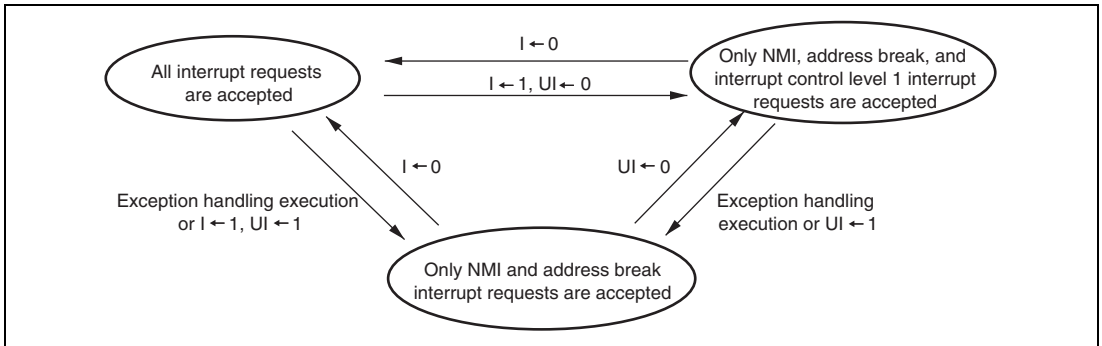 I ← 0
All interrupt requests
are accepted
Only NMI, address break, and
interrupt control level 1 interrupt
requests are accepted
I ← 1, UI ← 0
I ← 0
UI ← 0
Exception handling execution
or I ← 1, UI ← 1
Exception handling
execution or UI ← 1
Only NMI and address break
interrupt requests are accepted